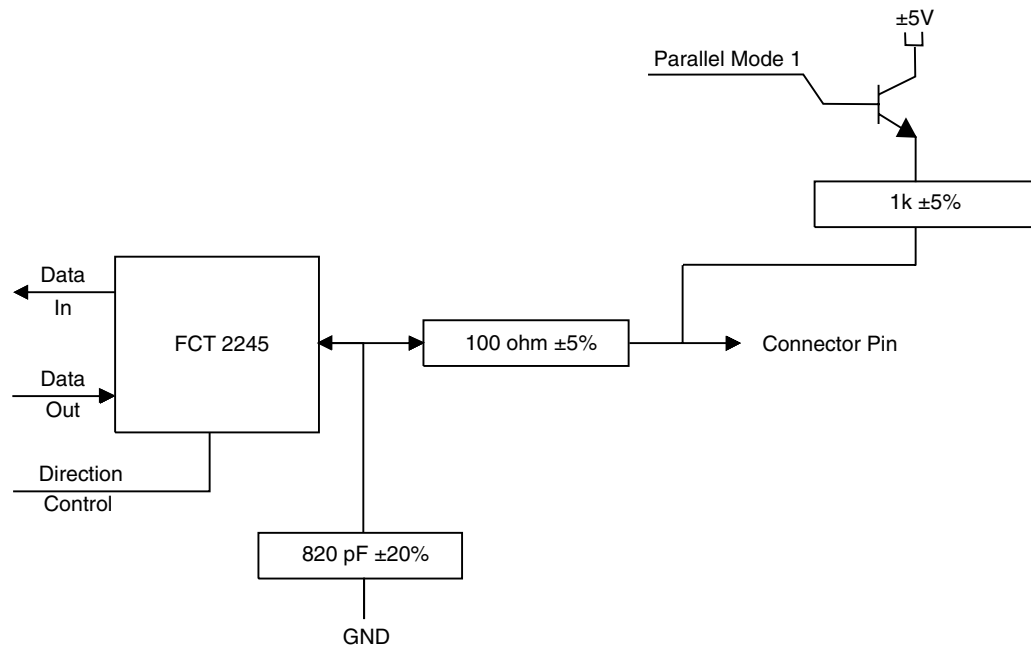 ±5V
Parallel Mode 1
1k ±5%
Data
In
FCT 2245
100 ohm ±5%
Connector Pin
Data
Out
Direction
Control
820 pF ±20%
GND